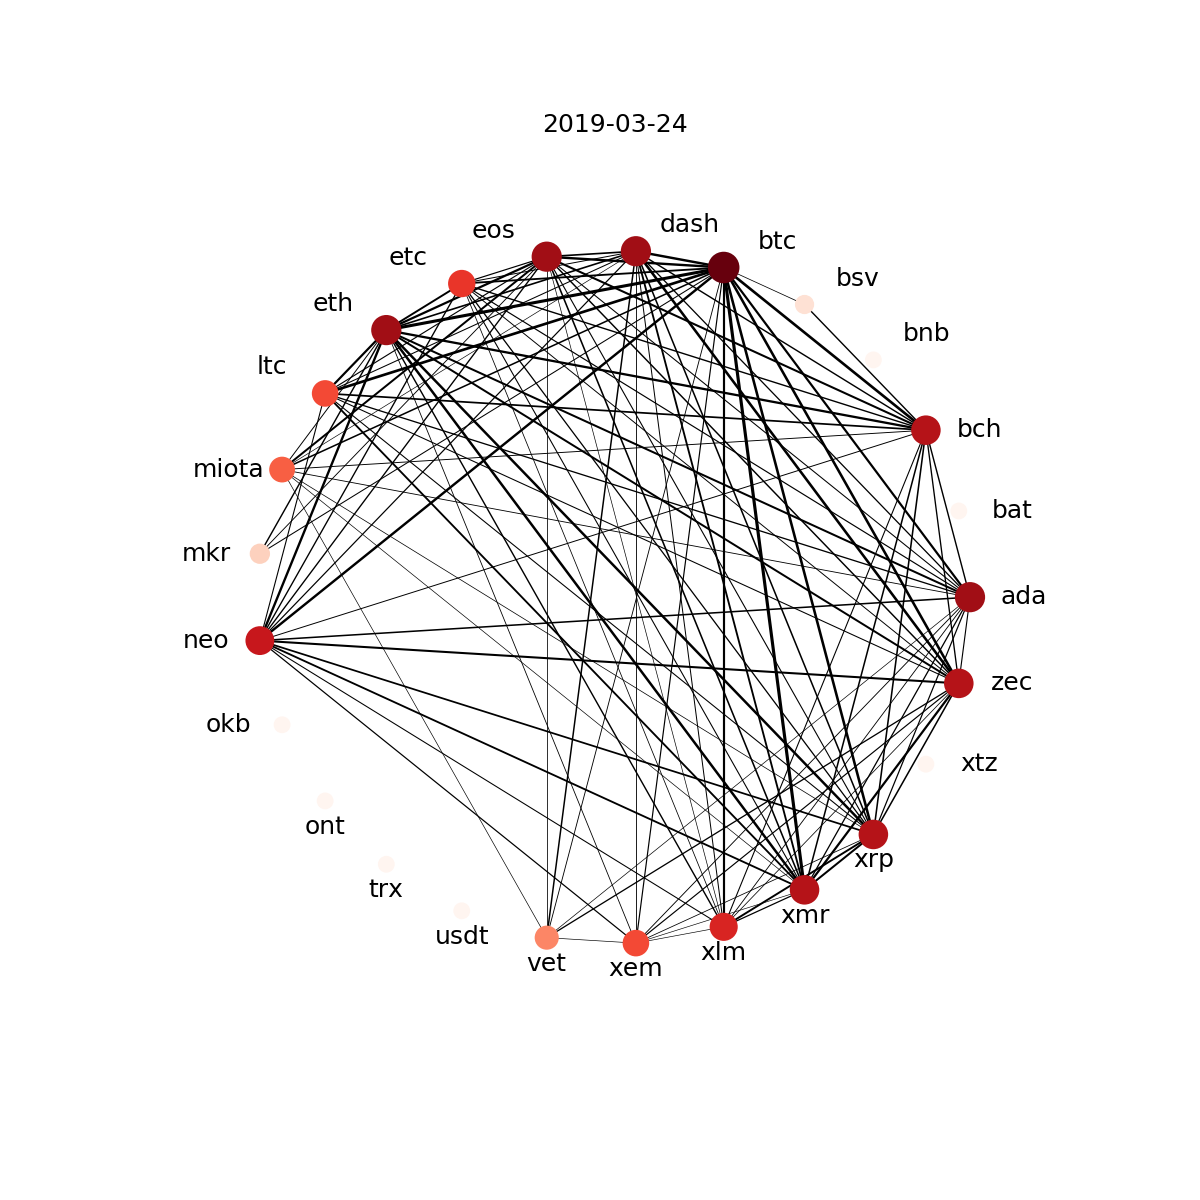 2019-03-24
dash
eos
btc
etc
bsv
eth
bnb
ltc
bch
miota
bat
mkr
ada
neo
zec
okb
xtz
ont
xrp
trx
xmr
usdt
xlm
vet
xem